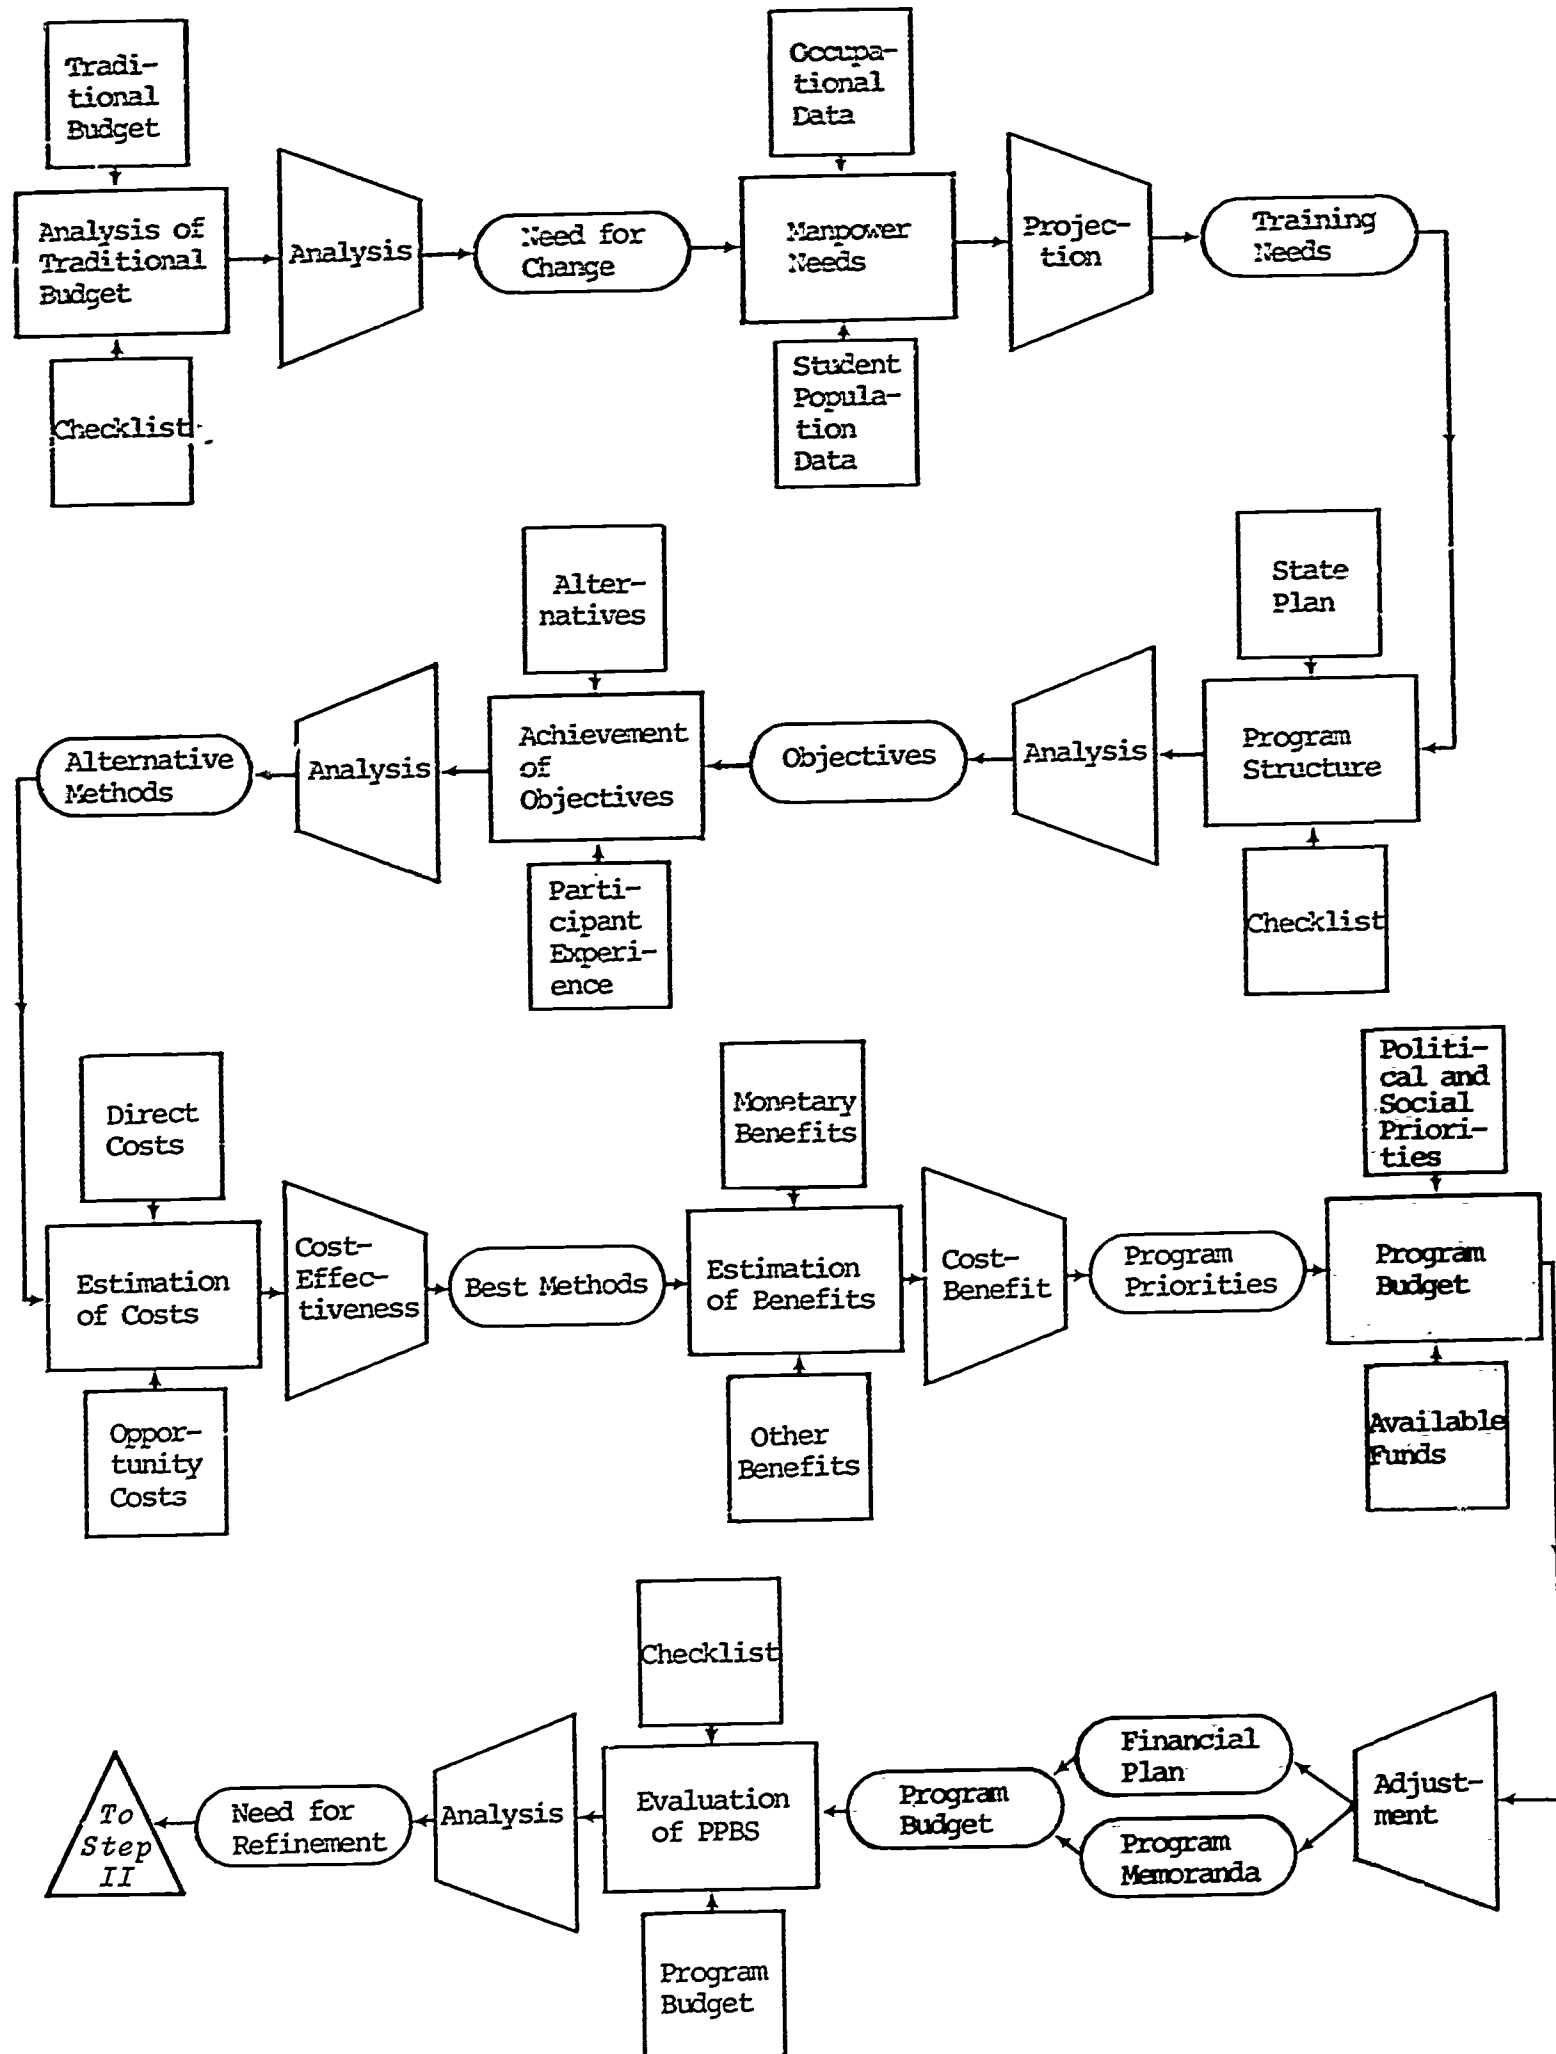 Tradi-
tional
Budget
Analysis of
Traditional
Budget
Checklist
Analysis
Need for
Change
Occupa-
tional
Data
Manpower
Needs
Student
Popula-
tion
Data
Projec-
tion
Training
Needs
State
Plan
Program
Structure
Checklist
Analysis
Objectives
Alter-
natives
Achievement
of
Objectives
Parti-
cipant
Experi-
ence
Analysis
Alternative
Methods
Direct
Costs
Estimation
of Costs
Oppor-
tunity
Costs
Cost-
Effec-
tiveness
Best Methods
Monetary
Benefits
Estimation
of Benefits
Other
Benefits
Cost-
Benefit
Program
Priorities
Politi-
cal and
Social
Priori-
ties
Program
Budget
Available
Funds
Adjust-
ment
Financial
Plan
Program
Memoranda
Program
Budget
Checklist
Evaluation
of PPBS
Program
Budget
Analysis
Need for
Refinement
To
Step
II